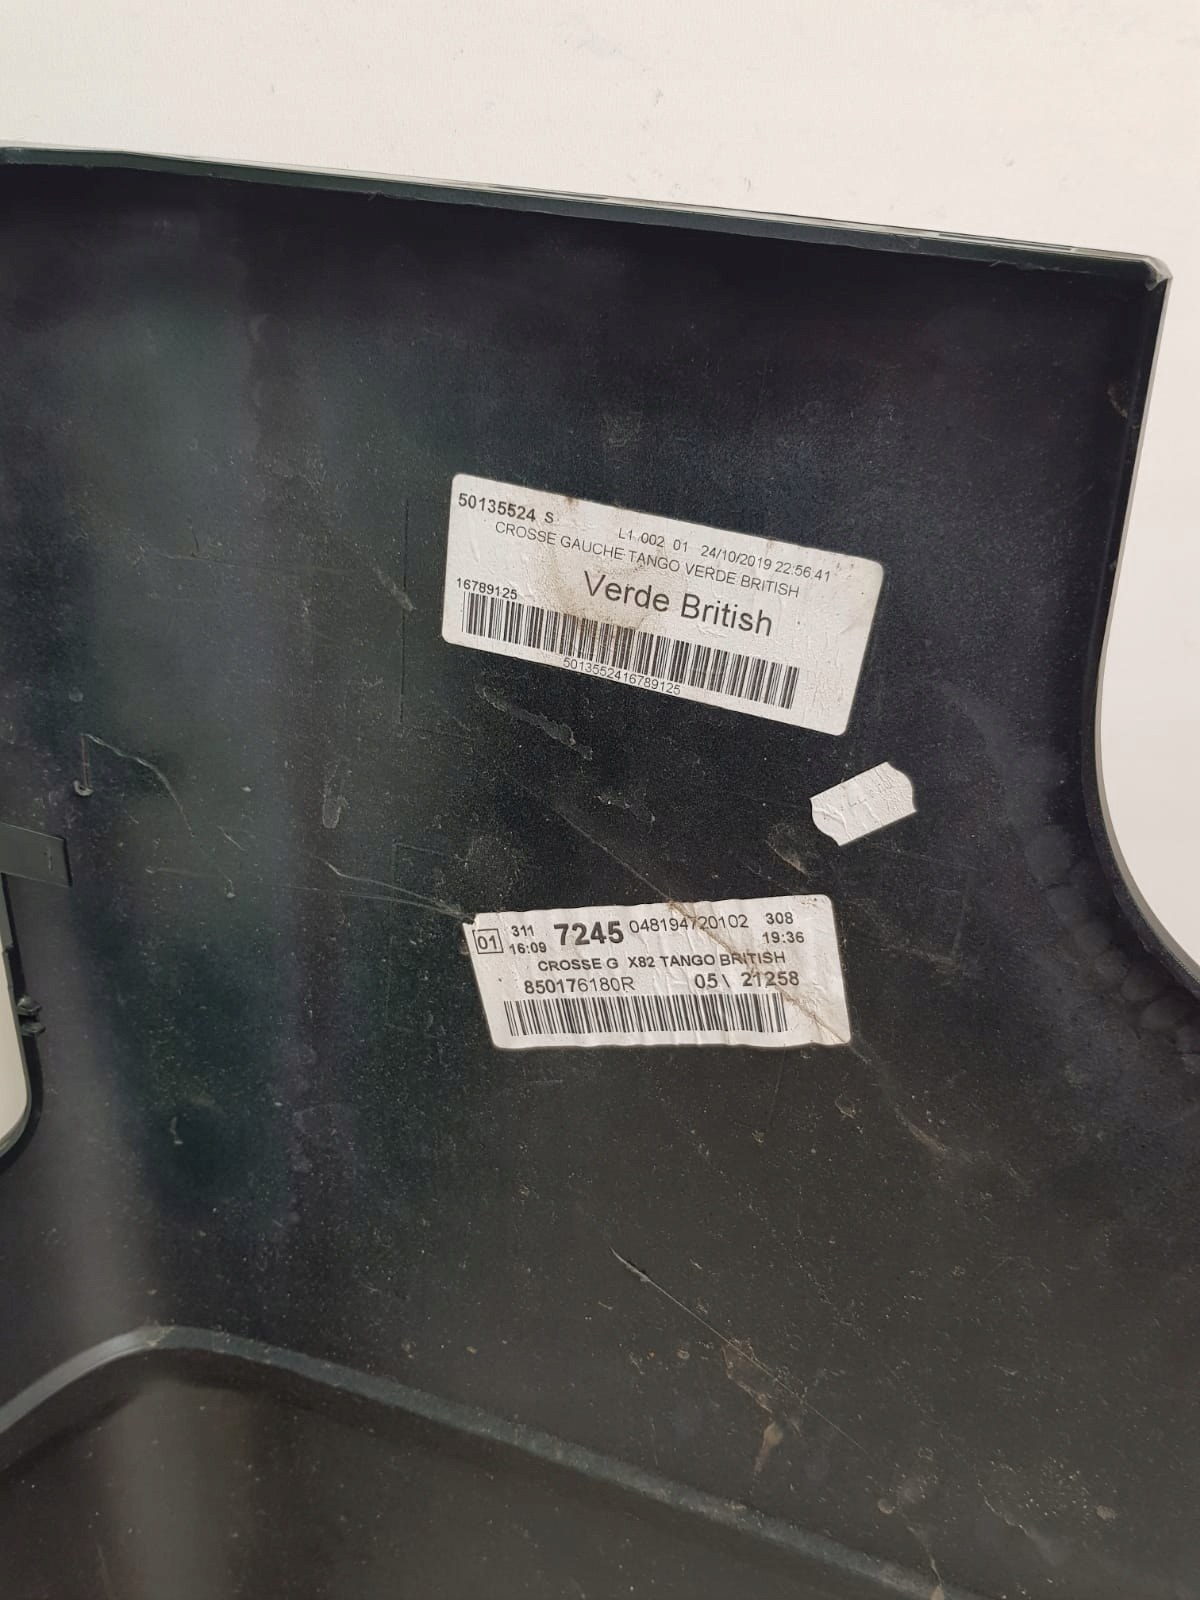 50135524 S
L1 002 01 24/10/2019 22:56:41
CROSSE GAUCHE TANGO VERDE BRITISH
Verde British
16789125
5013552416789125
01 311 16:09 7245 048194720102 308 19:36
CROSSE G X82 TANGO BRITISH
850176180R 05\ 21258